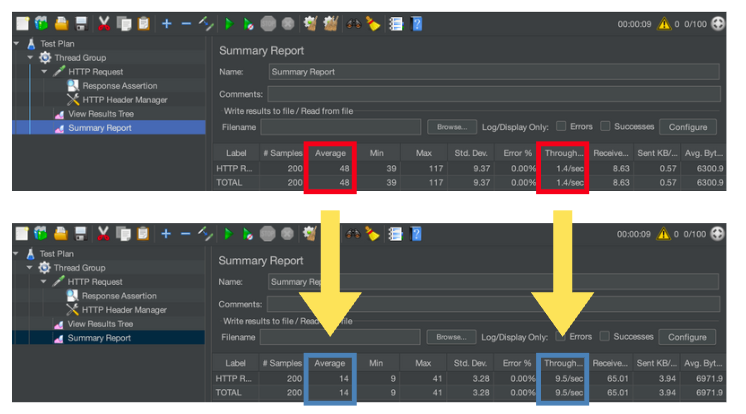 00:00:09 0 0/100
Test Plan
Thread Group
HTTP Request
Response Assertion
HTTP Header Manager
View Results Tree
Summary Report
Summary Report
Name: Summary Report
Comments:
Write results to file / Read from file
Filename Browse... Log/Display Only: Errors Successes Configure
Label # Samples Average Min Max Std. Dev. Error % Through... Receive... Sent KB/... Avg. Byt...
HTTP R... 200 48 39 117 9.37 0.00% 1.4/sec 8.63 0.57 6300.9
TOTAL 200 48 39 117 9.37 0.00% 1.4/sec 8.63 0.57 6300.9
00:00:09 0 0/100
Test Plan
Thread Group
HTTP Request
Response Assertion
HTTP Header Manager
View Results Tree
Summary Report
Summary Report
Name: Summary Rep
Comments:
Write results to file / Read file
Filename Browse... Log/Display Only: Errors Successes Configure
Label # Samples Average Min Max Std. Dev. Error % Through... Receive... Sent KB/... Avg. Byt...
HTTP R... 200 14 9 41 3.28 0.00% 9.5/sec 65.01 3.94 6971.9
TOTAL 200 14 9 41 3.28 0.00% 9.5/sec 65.01 3.94 6971.9